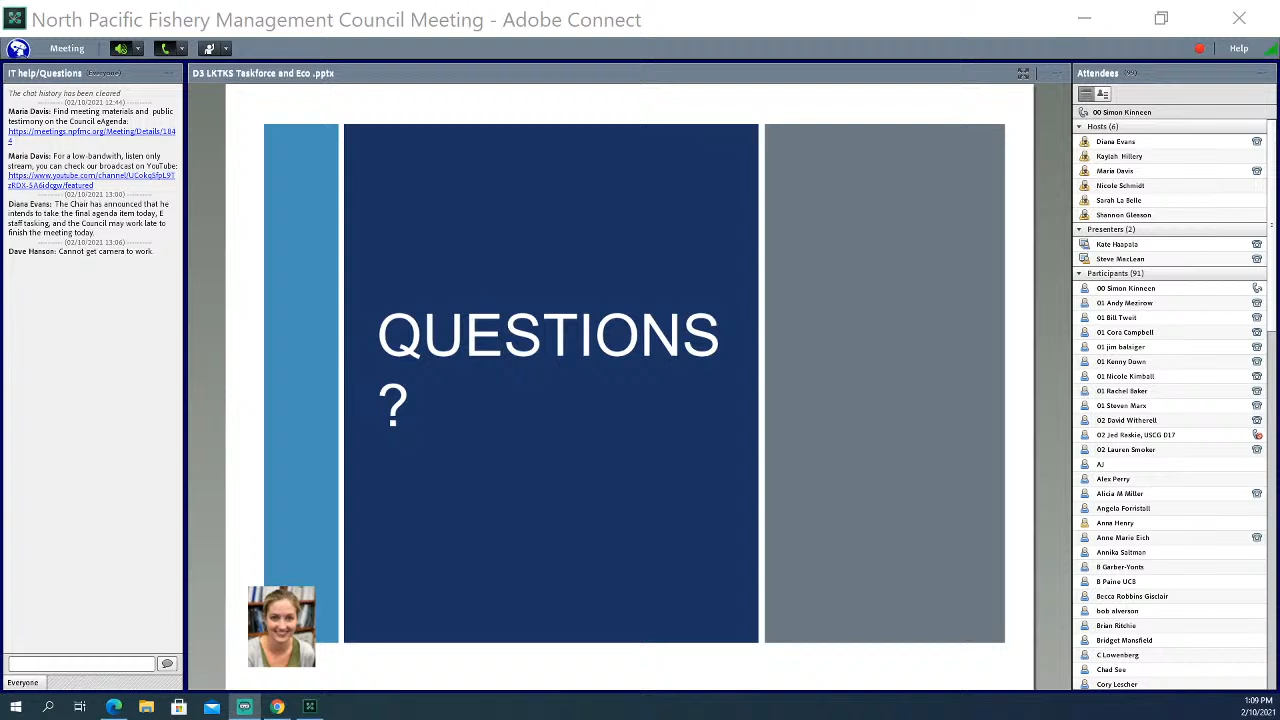 North Pacific Fishery Management Council Meeting - Adobe Connect
Meeting
Help
IT help/Questions (Everyone)
The chat history has been cleared
(02/10/2021 12:44)
Maria Davis: Find meeting materials and public
testimony on the Council eAgenda:
https://meetings.npfmc.org/Meeting/Details/184
4
Maria Davis: For a low-bandwith, listen only
stream, you can check our broadcast on YouTube:
(02/10/2021 13:00)
Diana Evans: The Chair has announced that he
intends to take the final agenda item today, E
staff tasking, and the Council may work late to
finish the meeting today.
(02/10/2021 13:06)
Dave Hanson: Cannot get camera to work.
Everyone
D3 LKTKS Taskforce and Eco .pptx
QUESTIONS
?
Attendees (99)
00 Simon Kinneen
Hosts (6)
Diana Evans
Kaylah Hillery
Maria Davis
Nicole Schmidt
Sarah La Belle
Shannon Gleason
Presenters (2)
Kate Haapala
Steve MacLean
Participants (91)
00 Simon Kinneen
01 Andy Mezirow
01 Bill Tweit
01 Cora Campbell
01 jim balsiger
01 Kenny Down
01 Nicole Kimball
01 Rachel Baker
01 Steven Marx
02 David Witherell
02 Jed Raskie, USCG D17
02 Lauren Smoker
AJ
Alex Perry
Alicia M Miller
Angela Forristall
Anna Henry
Anne Marie Eich
Annika Saltman
B Garber-Yonts
B Paine UCB
Becca Robbins Gisclair
bob alverson
Brian Ritchie
Bridget Mansfield
C Lowenberg
Chad See
Cory Lescher
1:09 PM
2/10/2021